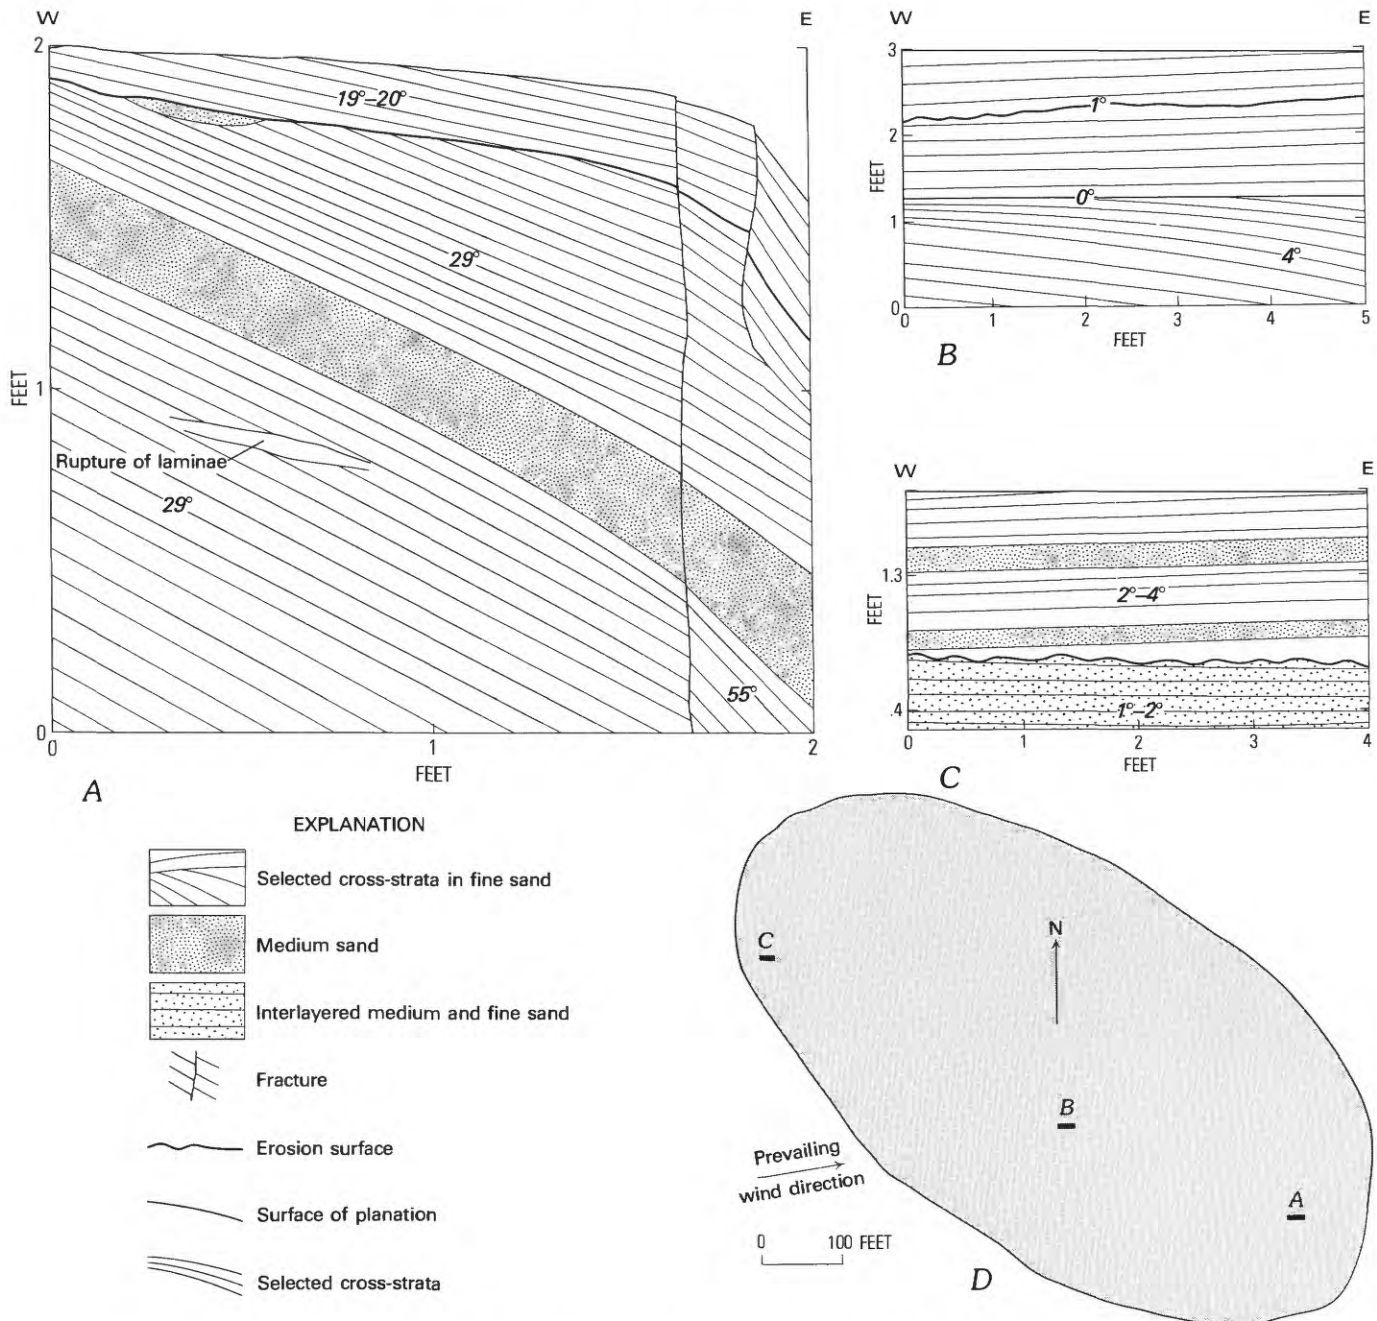 W
E
2
19°–20°
29°
FEET
1
Rupture of laminae
29°
55°
0
0
1
2
FEET
A
W
E
3
1°
2
FEET
0°
1
4°
0
0
1
2
3
4
5
FEET
B
W
E
1.3
2°–4°
FEET
.4
1°–2°
0
1
2
3
4
FEET
C
EXPLANATION
Selected cross-strata in fine sand
Medium sand
Interlayered medium and fine sand
Fracture
Erosion surface
Surface of planation
Selected cross-strata
C
N
B
A
Prevailing
wind direction
0 100 FEET
D